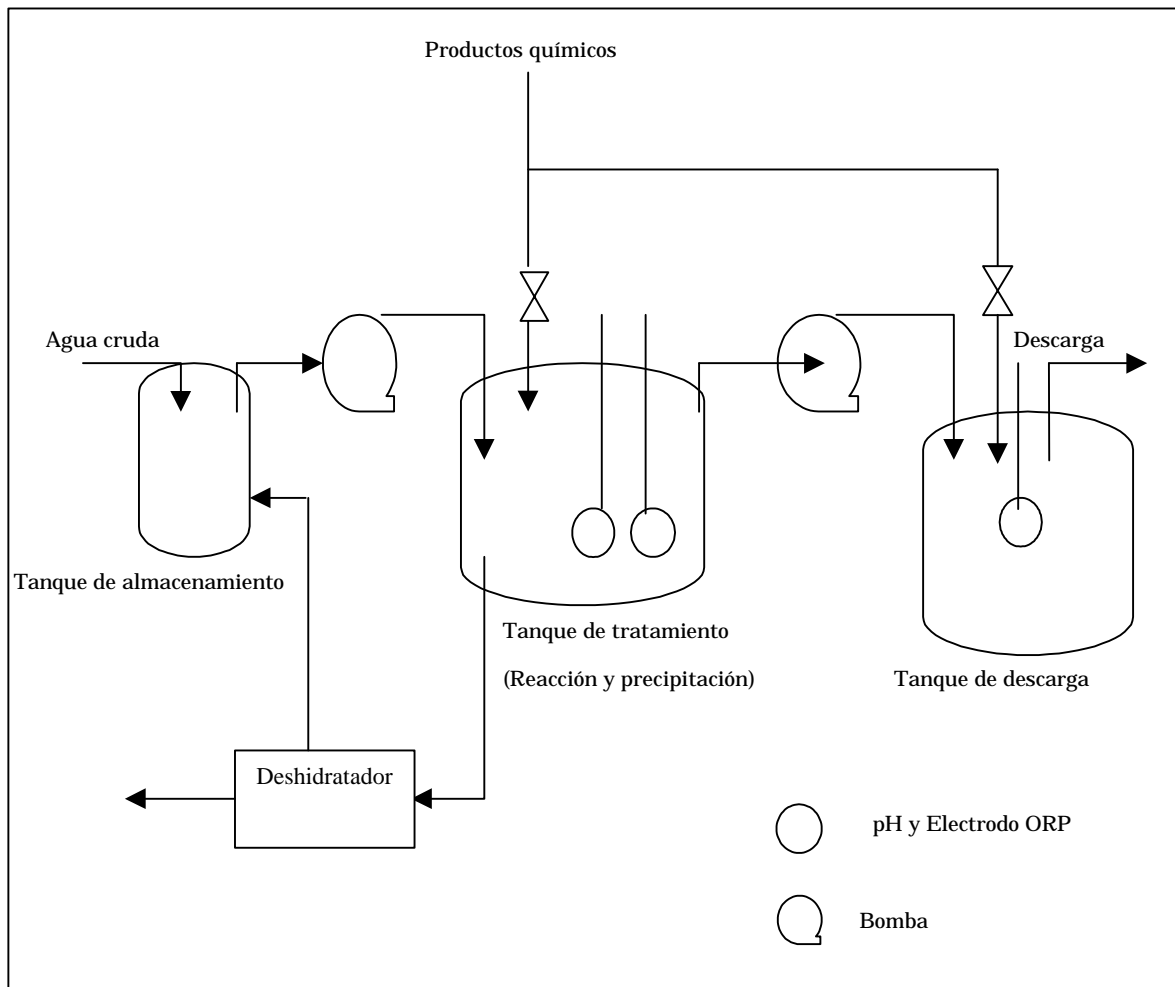 Productos químicos
Agua cruda
Descarga
Tanque de almacenamiento
Tanque de tratamiento
(Reacción y precipitación)
Tanque de descarga
Deshidratador
pH y Electrodo ORP
Bomba